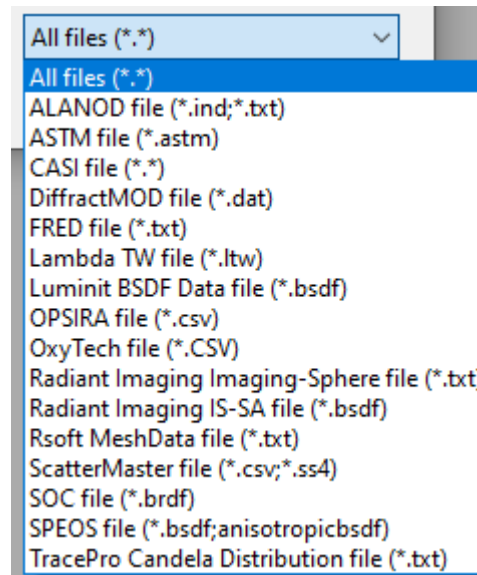 All files (*.*)
All files (*.*)
ALANOD file (*.ind;*.txt)
ASTM file (*.astm)
CASI file (*.*)
DiffractMOD file (*.dat)
FRED file (*.txt)
Lambda TW file (*.ltw)
Luminit BSDF Data file (*.bsdf)
OPSIRA file (*.csv)
OxyTech file (*.CSV)
Radiant Imaging Imaging-Sphere file (*.txt)
Radiant Imaging IS-SA file (*.bsdf)
Rsoft MeshData file (*.txt)
ScatterMaster file (*.csv;*.ss4)
SOC file (*.brdf)
SPEOS file (*.bsdf;anisotropicbsdf)
TracePro Candela Distribution file (*.txt)